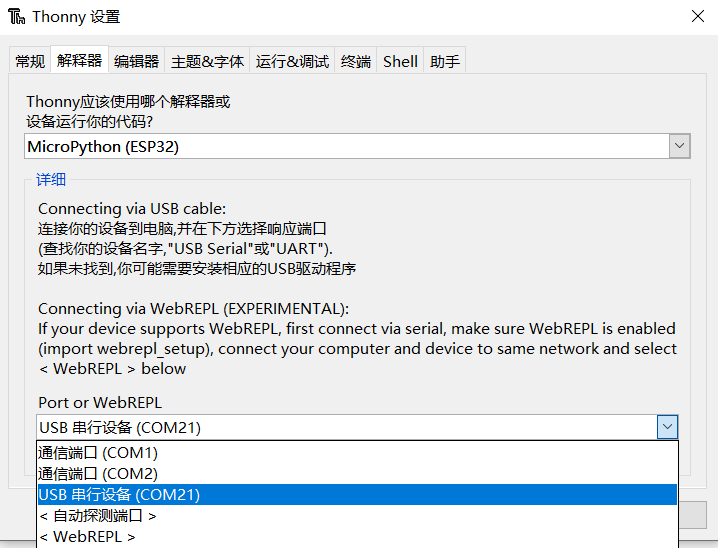 Thonny 设置
常规 解释器 编辑器 主题&字体 运行&调试 终端 Shell 助手
Thonny应该使用哪个解释器或
设备运行你的代码?
MicroPython (ESP32)
详细
Connecting via USB cable:
连接你的设备到电脑,并在下方选择响应端口
(查找你的设备名字,"USB Serial"或"UART").
如果未找到,你可能需要安装相应的USB驱动程序
Connecting via WebREPL (EXPERIMENTAL):
If your device supports WebREPL, first connect via serial, make sure WebREPL is enabled
(import webrepl_setup), connect your computer and device to same network and select
< WebREPL > below
Port or WebREPL
USB 串行设备 (COM21)
通信端口 (COM1)
通信端口 (COM2)
USB 串行设备 (COM21)
< 自动探测端口 >
< WebREPL >